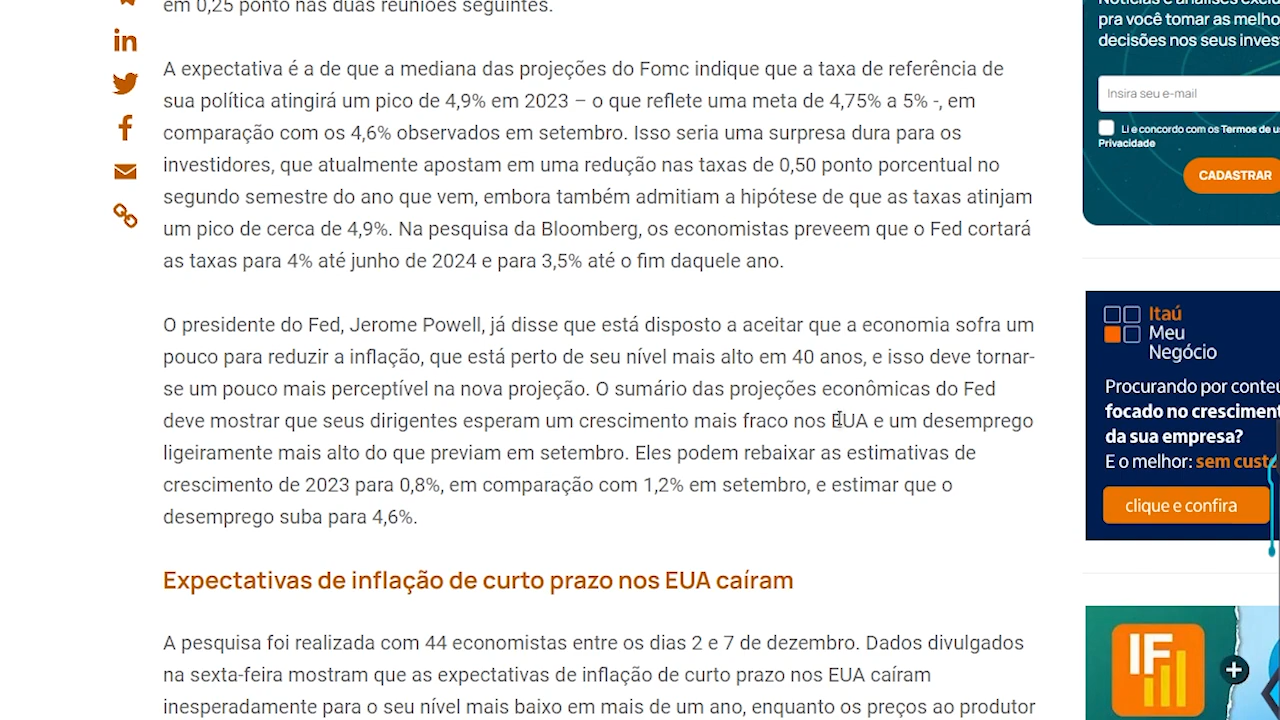 em 0,25 ponto nas duas reuniões seguintes.
A expectativa é a de que a mediana das projeções do Fomc indique que a taxa de referência de
sua política atingirá um pico de 4,9% em 2023 – o que reflete uma meta de 4,75% a 5% -, em
comparação com os 4,6% observados em setembro. Isso seria uma surpresa dura para os
investidores, que atualmente apostam em uma redução nas taxas de 0,50 ponto porcentual no
segundo semestre do ano que vem, embora também admitiam a hipótese de que as taxas atinjam
um pico de cerca de 4,9%. Na pesquisa da Bloomberg, os economistas preveem que o Fed cortará
as taxas para 4% até junho de 2024 e para 3,5% até o fim daquele ano.
O presidente do Fed, Jerome Powell, já disse que está disposto a aceitar que a economia sofra um
pouco para reduzir a inflação, que está perto de seu nível mais alto em 40 anos, e isso deve tornar-
se um pouco mais perceptível na nova projeção. O sumário das projeções econômicas do Fed
deve mostrar que seus dirigentes esperam um crescimento mais fraco nos EUA e um desemprego
ligeiramente mais alto do que previam em setembro. Eles podem rebaixar as estimativas de
crescimento de 2023 para 0,8%, em comparação com 1,2% em setembro, e estimar que o
desemprego suba para 4,6%.
Expectativas de inflação de curto prazo nos EUA caíram
A pesquisa foi realizada com 44 economistas entre os dias 2 e 7 de dezembro. Dados divulgados
na sexta-feira mostram que as expectativas de inflação de curto prazo nos EUA caíram
inesperadamente para o seu nível mais baixo em mais de um ano, enquanto os preços ao produtor
pra você tomar as melho
decisões nos seus inves
Insira seu e-mail
Li e concordo com os Termos de u
Privacidade
CADASTRAR
Itaú
Meu
Negócio
Procurando por conteú
focado no crescimen
da sua empresa?
E o melhor: sem cust
clique e confira
IF